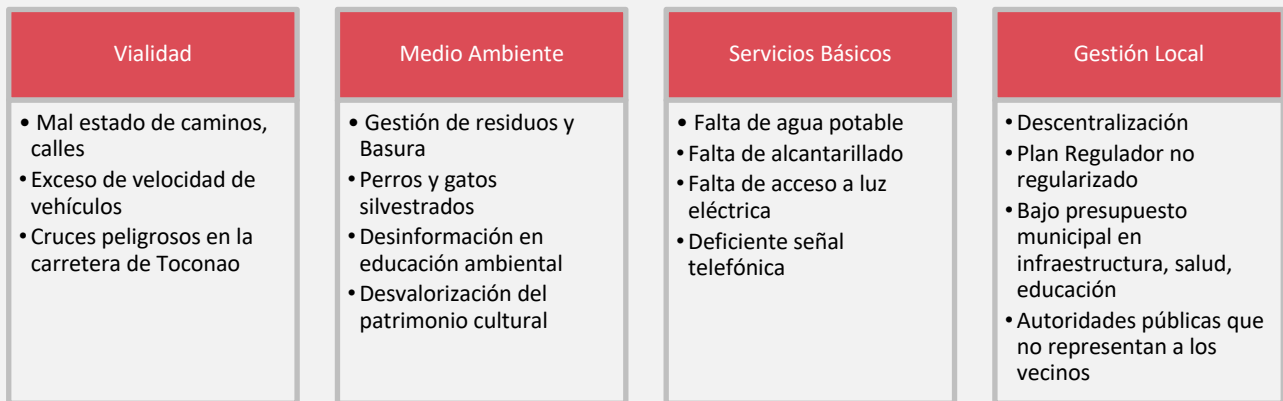 Vialidad
• Mal estado de caminos,
calles
• Exceso de velocidad de
vehículos
• Cruces peligrosos en la
carretera de Toconao
Medio Ambiente
• Gestión de residuos y
Basura
• Perros y gatos
silvestrados
• Desinformación en
educación ambiental
• Desvalorización del
patrimonio cultural
Servicios Básicos
• Falta de agua potable
• Falta de alcantarillado
• Falta de acceso a luz
eléctrica
• Deficiente señal
telefónica
Gestión Local
• Descentralización
• Plan Regulador no
regularizado
• Bajo presupuesto
municipal en
infraestructura, salud,
educación
• Autoridades públicas que
no representan a los
vecinos